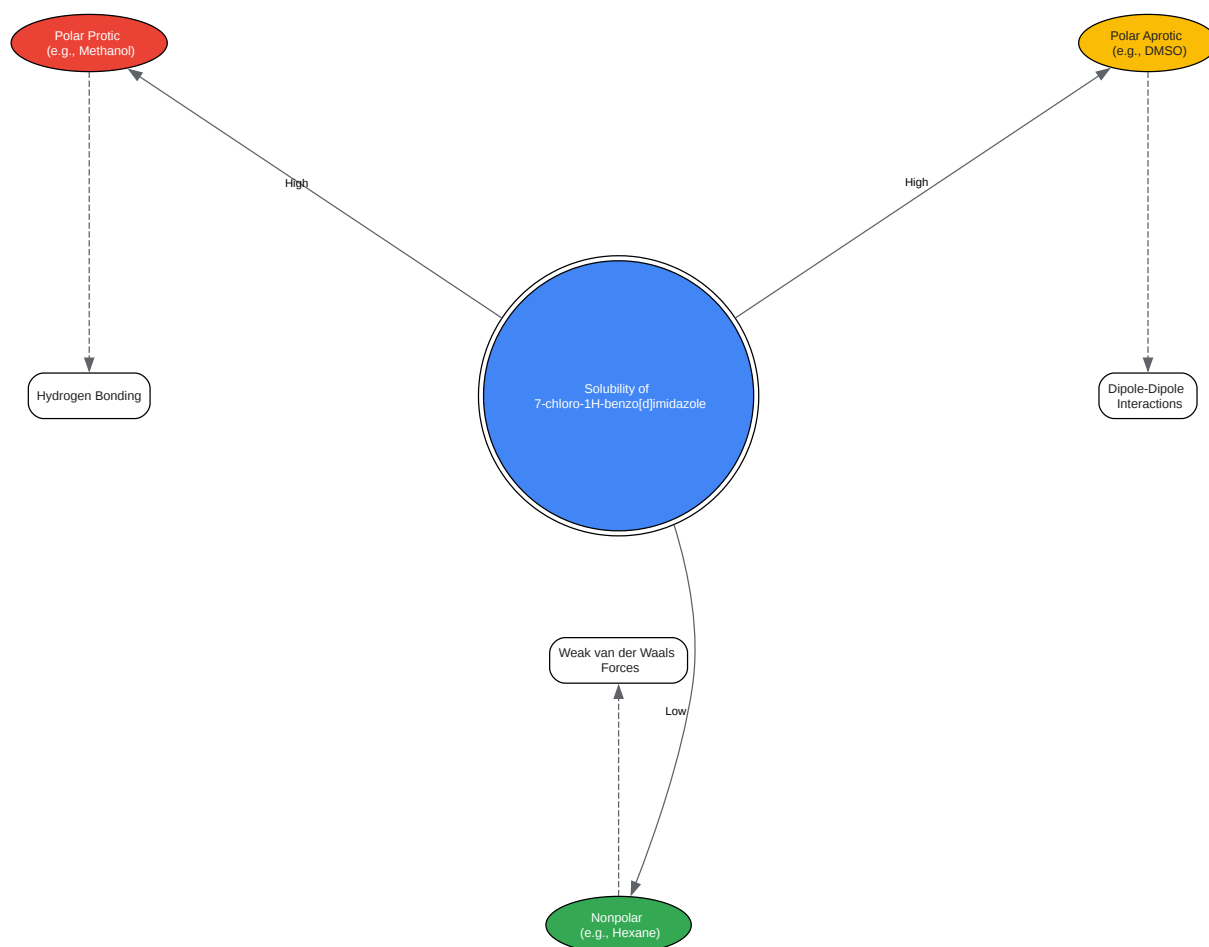 Polar Protic
(e.g., Methanol)
Polar Aprotic
(e.g., DMSO)
High
High
Hydrogen Bonding
Solubility of
7-chloro-1H-benzo[d]imidazole
Dipole-Dipole
Interactions
Weak van der Waals
Forces
Low
Nonpolar
(e.g., Hexane)